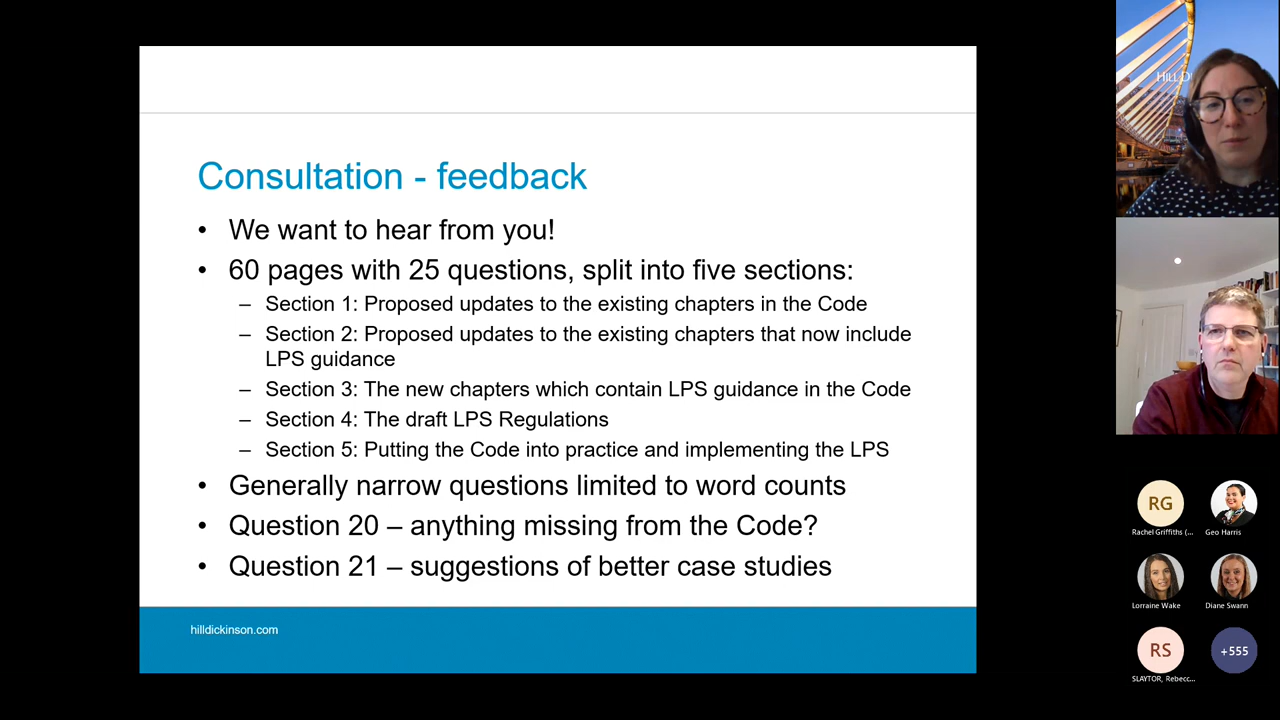 Consultation - feedback
• We want to hear from you!
• 60 pages with 25 questions, split into five sections:
– Section 1: Proposed updates to the existing chapters in the Code
– Section 2: Proposed updates to the existing chapters that now include
LPS guidance
– Section 3: The new chapters which contain LPS guidance in the Code
– Section 4: The draft LPS Regulations
– Section 5: Putting the Code into practice and implementing the LPS
• Generally narrow questions limited to word counts
• Question 20 – anything missing from the Code?
• Question 21 – suggestions of better case studies
hilldickinson.com
HILL D
RG
Rachel Griffiths (...
Geo Harris
Lorraine Wake
Diane Swann
RS
+555
SLAYTOR, Rebecc...